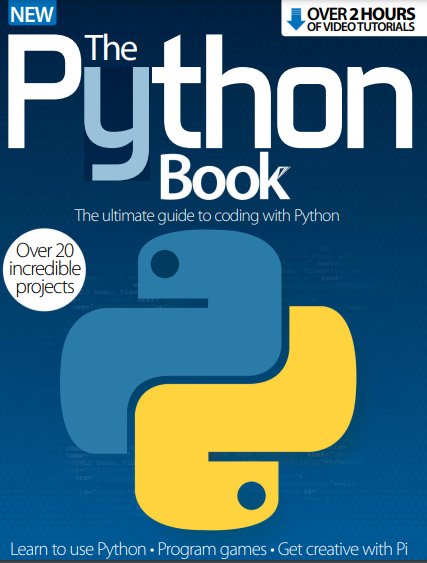 NEW
OVER 2 HOURS
OF VIDEO TUTORIALS
The
Python
Book
The ultimate guide to coding with Python
Over 20
incredible
projects
Learn to use Python • Program games • Get creative with Pi